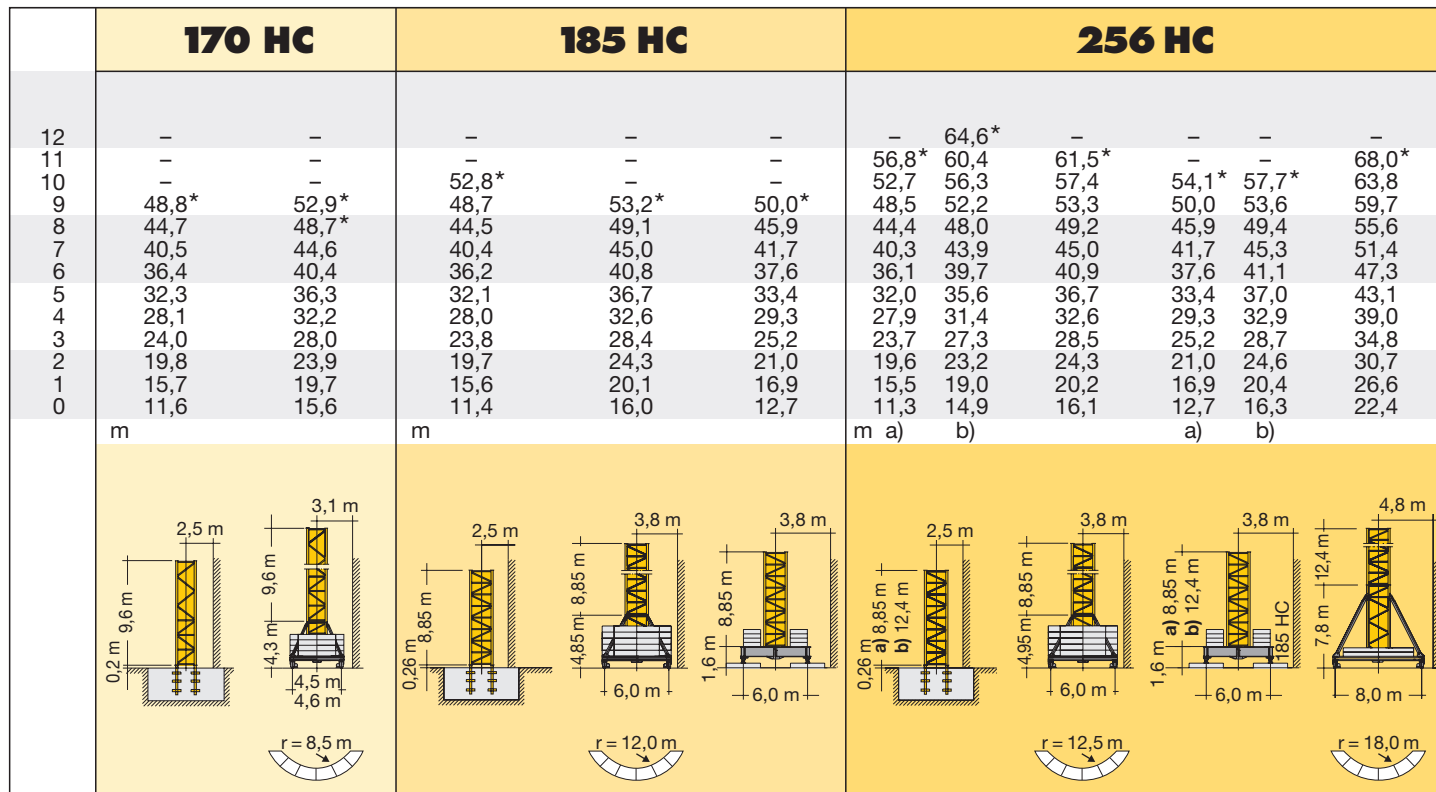 170 HC 185 HC 256 HC
12 – – – – – – 64,6* – – – –
11 – – – – – 56,8* 60,4 61,5* – – 68,0*
10 – – 52,8* – – 52,7 56,3 57,4 54,1* 57,7* 63,8
9 48,8* 52,9* 48,7 53,2* 50,0* 48,5 52,2 53,3 50,0 53,6 59,7
8 44,7 48,7* 44,5 49,1 45,9 44,4 48,0 49,2 45,9 49,4 55,6
7 40,5 44,6 40,4 45,0 41,7 40,3 43,9 45,0 41,7 45,3 51,4
6 36,4 40,4 36,2 40,8 37,6 36,1 39,7 40,9 37,6 41,1 47,3
5 32,3 36,3 32,1 36,7 33,4 32,0 35,6 36,7 33,4 37,0 43,1
4 28,1 32,2 28,0 32,6 29,3 27,9 31,4 32,6 29,3 32,9 39,0
3 24,0 28,0 23,8 28,4 25,2 23,7 27,3 28,5 25,2 28,7 34,8
2 19,8 23,9 19,7 24,3 21,0 19,6 23,2 24,3 21,0 24,6 30,7
1 15,7 19,7 15,6 20,1 16,9 15,5 19,0 20,2 16,9 20,4 26,6
0 11,6 15,6 11,4 16,0 12,7 11,3 14,9 16,1 12,7 16,3 22,4
m m m a) b) a) b)
2,5 m
9,6 m
0,2 m
3,1 m
9,6 m
4,3 m
4,5 m
4,6 m
r = 8,5 m
2,5 m
8,85 m
0,26 m
3,8 m
8,85 m
4,85 m
6,0 m
r = 12,0 m
3,8 m
8,85 m
1,6 m
6,0 m
2,5 m
a) 8,85 m
b) 12,4 m
0,26 m
3,8 m
8,85 m
4,95 m
6,0 m
r = 12,5 m
3,8 m
a) 8,85 m
b) 12,4 m
1,6 m
185 HC
6,0 m
4,8 m
12,4 m
7,8 m
8,0 m
r = 18,0 m